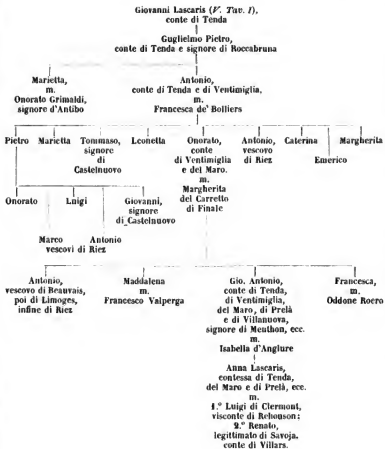 Giovanni Lascaris (V. Tav. I),
conte di Tenda
Guglielmo Pietro,
conte di Tenda e signore di Roccabruna
Marietta,
m.
Onorato Grimaldi,
signore d'Antibo
Antonio,
conte di Tenda e di Ventimiglia,
m.
Francesca de' Bolliers
Pietro
Marietta
Tommaso,
signore
di
Castelnuovo
Leonetta
Onorato,
conte
di Ventimiglia
e del Maro.
m.
Margherita
del Carretto
di Finale
Antonio,
vescovo
di Riez
Caterina
Emerico
Margherita
Onorato
Luigi
Giovanni,
signore
di Castelnuovo
Marco Antonio
vescovi di Riez
Antonio,
vescovo di Beauvais,
poi di Limoges,
infine di Riez
Maddalena
m.
Francesco Valperga
Gio. Antonio,
conte di Tenda,
di Ventimiglia,
del Maro, di Prelà
e di Villanuova,
signore di Menthon, ecc.
m.
Isabella d'Anglure
Francesca,
m.
Oddone Roero
Anna Lascaris,
contessa di Tenda,
del Maro e di Prelà, ecc.
m.
1.º Luigi di Clermont,
visconte di Rehouson;
2.º Renato,
legittimato di Savoja,
conte di Villars.